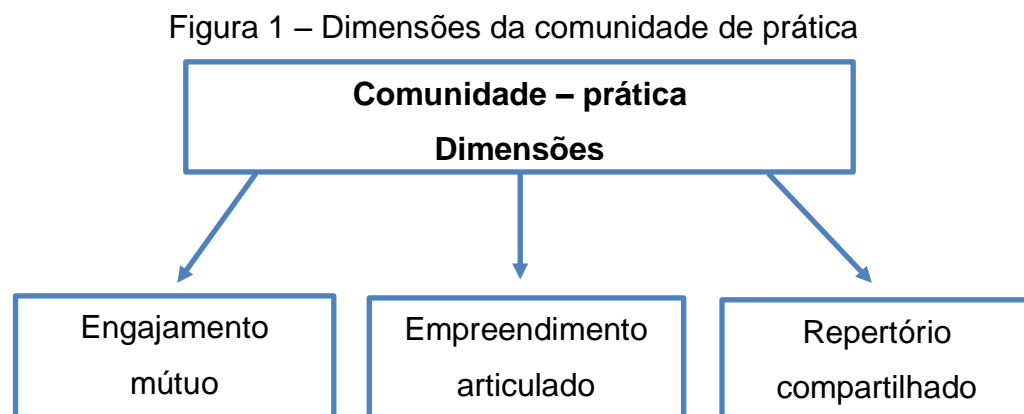 Figura 1 – Dimensões da comunidade de prática
Comunidade – prática
Dimensões
Engajamento
mútuo
Empreendimento
articulado
Repertório
compartilhado